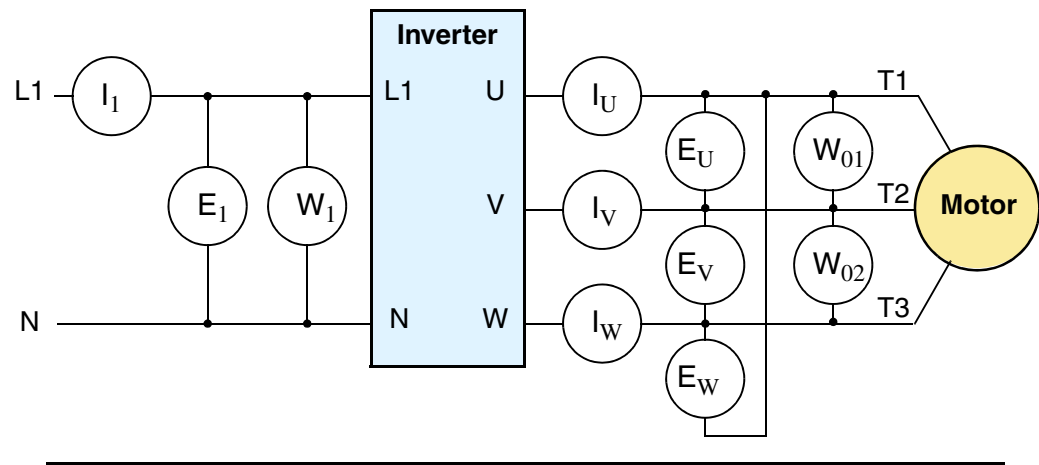 Inverter
L1
I1
L1
U
IU
T1
EU
W01
E1
W1
V
IV
T2
Motor
EV
W02
N
N
W
IW
T3
EW